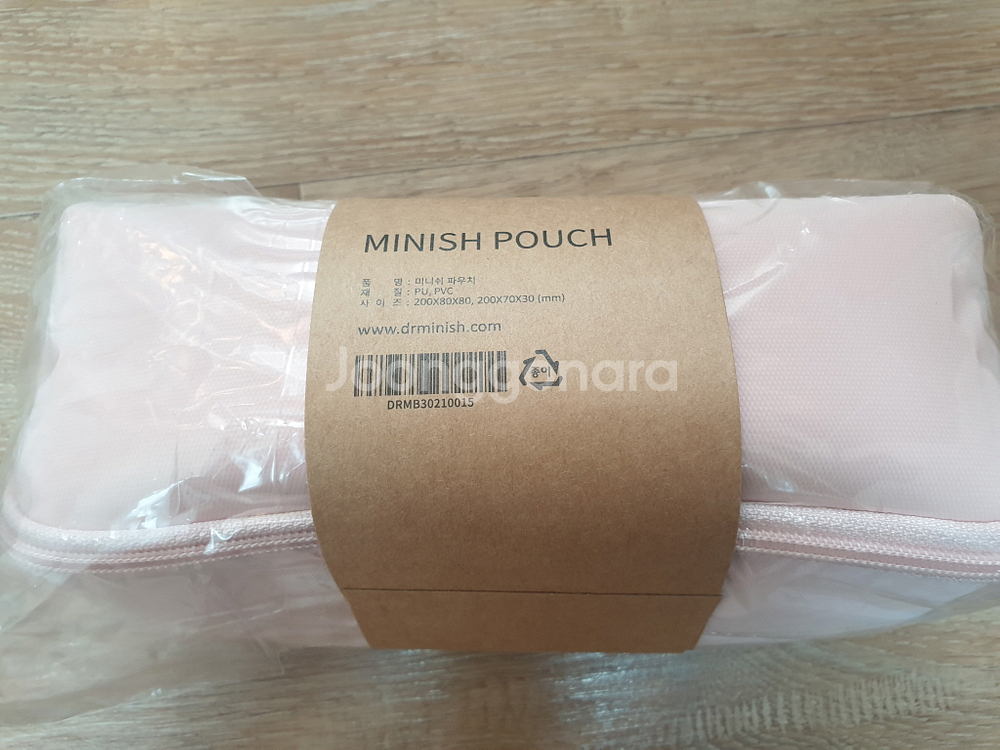 MINISH POUCH
품 명 : 미니쉬 파우치
재 질 : PU, PVC
사 이 즈 : 200X80X80, 200X70X30 (mm)
www.drminish.com
Joonggonara
종이
DRMB30210015